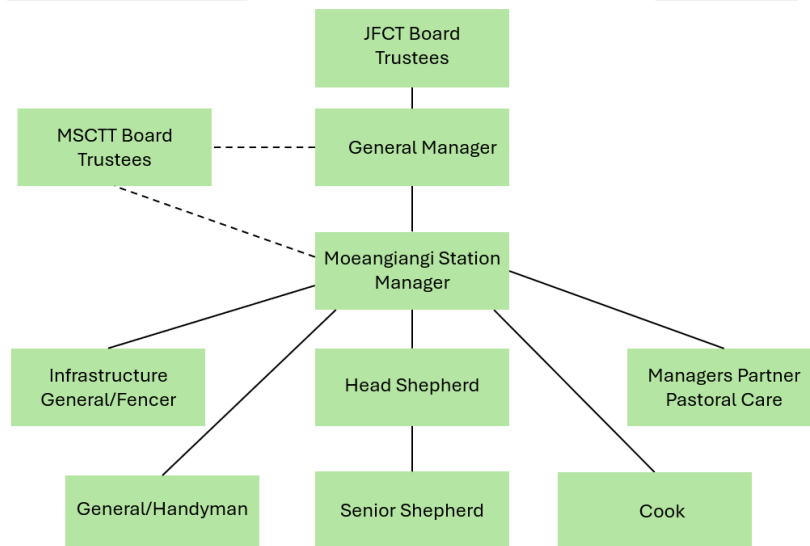 JFCT Board
Trustees
MSCTT Board
Trustees
General Manager
Moeangiangi Station
Manager
Infrastructure
General/Fencer
Head Shepherd
Managers Partner
Pastoral Care
General/Handyman
Senior Shepherd
Cook